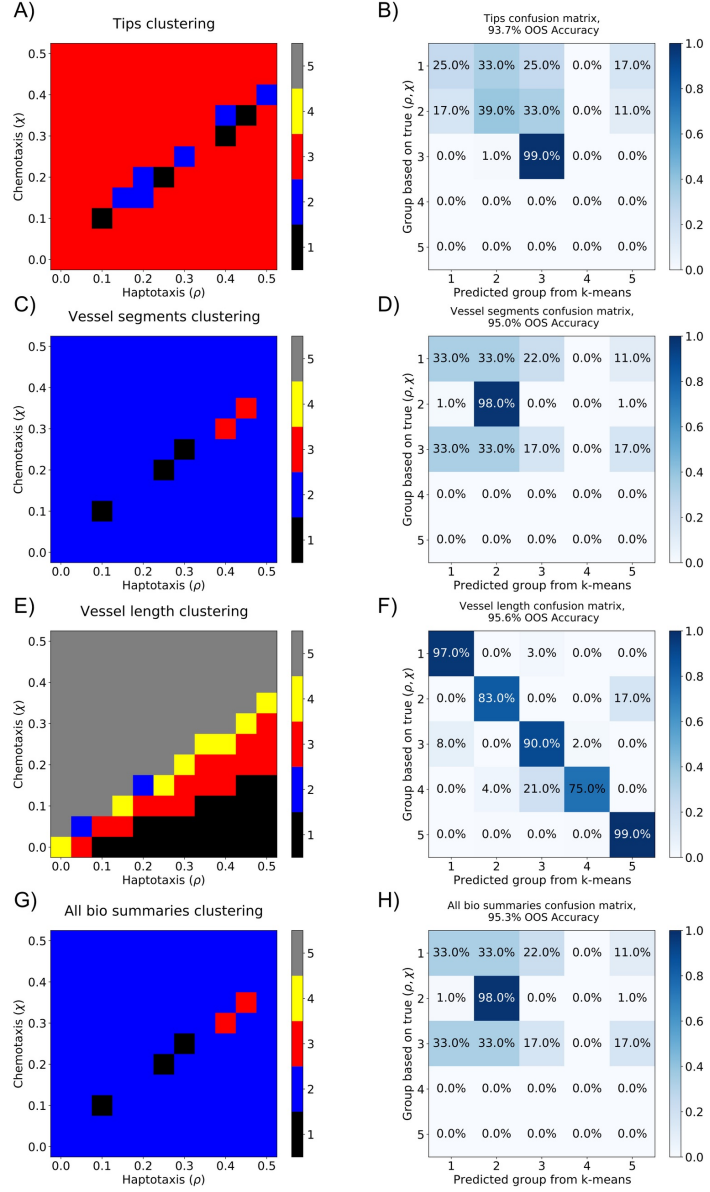 A)
Tips clustering
Chemotaxis (χ)
0.5
0.4
0.3
0.2
0.1
0.0
0.0 0.1 0.2 0.3 0.4 0.5
Haptotaxis (ρ)
5
4
3
2
1
B)
Tips confusion matrix,
93.7% OOS Accuracy
Group based on true (ρ, χ)
1 25.0% 33.0% 25.0% 0.0% 17.0%
2 17.0% 39.0% 33.0% 0.0% 11.0%
3 0.0% 1.0% 99.0% 0.0% 0.0%
4 0.0% 0.0% 0.0% 0.0% 0.0%
5 0.0% 0.0% 0.0% 0.0% 0.0%
1 2 3 4 5
Predicted group from k-means
1.0
0.8
0.6
0.4
0.2
0.0
C)
Vessel segments clustering
Chemotaxis (χ)
0.5
0.4
0.3
0.2
0.1
0.0
0.0 0.1 0.2 0.3 0.4 0.5
Haptotaxis (ρ)
5
4
3
2
1
D)
Vessel segments confusion matrix,
95.0% OOS Accuracy
Group based on true (ρ, χ)
1 33.0% 33.0% 22.0% 0.0% 11.0%
2 1.0% 98.0% 0.0% 0.0% 1.0%
3 33.0% 33.0% 17.0% 0.0% 17.0%
4 0.0% 0.0% 0.0% 0.0% 0.0%
5 0.0% 0.0% 0.0% 0.0% 0.0%
1 2 3 4 5
Predicted group from k-means
1.0
0.8
0.6
0.4
0.2
0.0
E)
Vessel length clustering
Chemotaxis (χ)
0.5
0.4
0.3
0.2
0.1
0.0
0.0 0.1 0.2 0.3 0.4 0.5
Haptotaxis (ρ)
5
4
3
2
1
F)
Vessel length confusion matrix,
95.6% OOS Accuracy
Group based on true (ρ, χ)
1 97.0% 0.0% 3.0% 0.0% 0.0%
2 0.0% 83.0% 0.0% 0.0% 17.0%
3 8.0% 0.0% 90.0% 2.0% 0.0%
4 0.0% 4.0% 21.0% 75.0% 0.0%
5 0.0% 0.0% 0.0% 0.0% 99.0%
1 2 3 4 5
Predicted group from k-means
1.0
0.8
0.6
0.4
0.2
0.0
G)
All bio summaries clustering
Chemotaxis (χ)
0.5
0.4
0.3
0.2
0.1
0.0
0.0 0.1 0.2 0.3 0.4 0.5
Haptotaxis (ρ)
5
4
3
2
1
H)
All bio summaries confusion matrix,
95.3% OOS Accuracy
Group based on true (ρ, χ)
1 33.0% 33.0% 22.0% 0.0% 11.0%
2 1.0% 98.0% 0.0% 0.0% 1.0%
3 33.0% 33.0% 17.0% 0.0% 17.0%
4 0.0% 0.0% 0.0% 0.0% 0.0%
5 0.0% 0.0% 0.0% 0.0% 0.0%
1 2 3 4 5
Predicted group from k-means
1.0
0.8
0.6
0.4
0.2
0.0